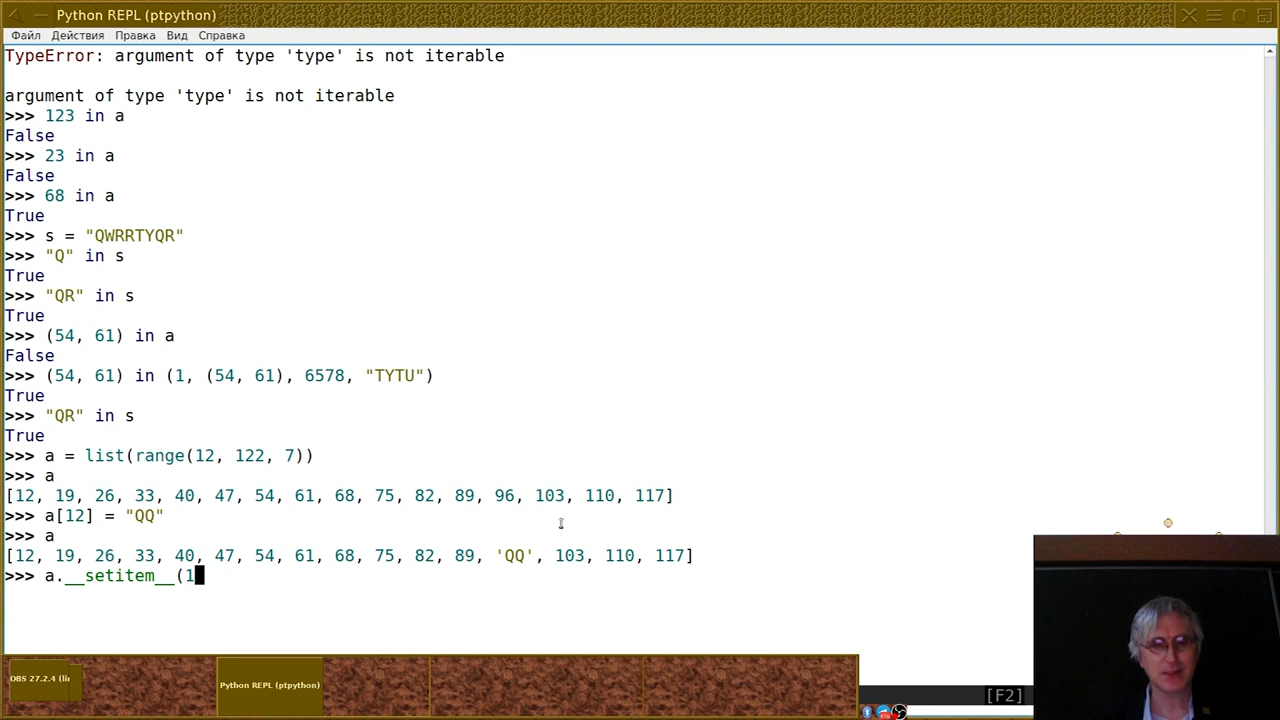 Python REPL (ptpython)
Файл Действия Правка Вид Справка
TypeError: argument of type 'type' is not iterable
argument of type 'type' is not iterable
>>> 123 in a
False
>>> 23 in a
False
>>> 68 in a
True
>>> s = "QWRRTYQR"
>>> "Q" in s
True
>>> "QR" in s
True
>>> (54, 61) in a
False
>>> (54, 61) in (1, (54, 61), 6578, "TYTU")
True
>>> "QR" in s
True
>>> a = list(range(12, 122, 7))
>>> a
[12, 19, 26, 33, 40, 47, 54, 61, 68, 75, 82, 89, 96, 103, 110, 117]
>>> a[12] = "QQ"
>>> a
[12, 19, 26, 33, 40, 47, 54, 61, 68, 75, 82, 89, 'QQ', 103, 110, 117]
>>> a.__setitem__(1
OBS 27.2.4 (lin
Python REPL (ptpython)
[F2]